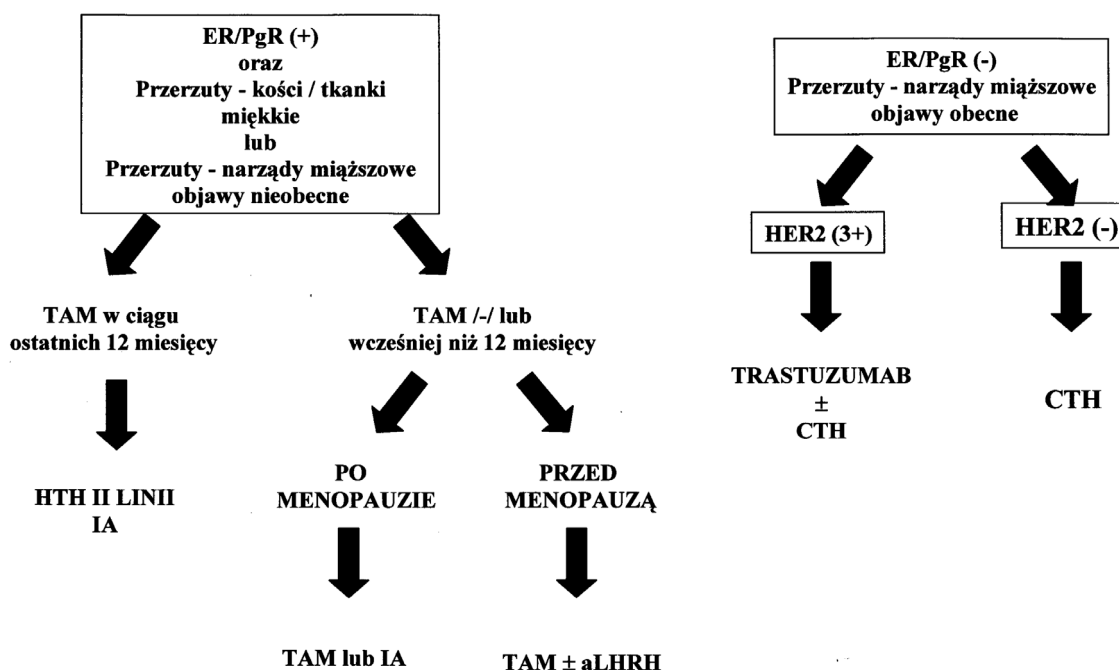 ER/PgR (+)
oraz
Przerzuty - kości / tkanki
miękkie
lub
Przerzuty - narządy miąższowe
objawy nieobecne
TAM w ciągu
ostatnich 12 miesięcy
HTH II LINII
IA
TAM /-/ lub
wcześniej niż 12 miesięcy
PO
MENOPAUZIE
TAM lub IA
PRZED
MENOPAUZĄ
TAM ± aLHRH
ER/PgR (-)
Przerzuty - narządy miąższowe
objawy obecne
HER2 (3+)
TRASTUZUMAB
±
CTH
HER2 (-)
CTH